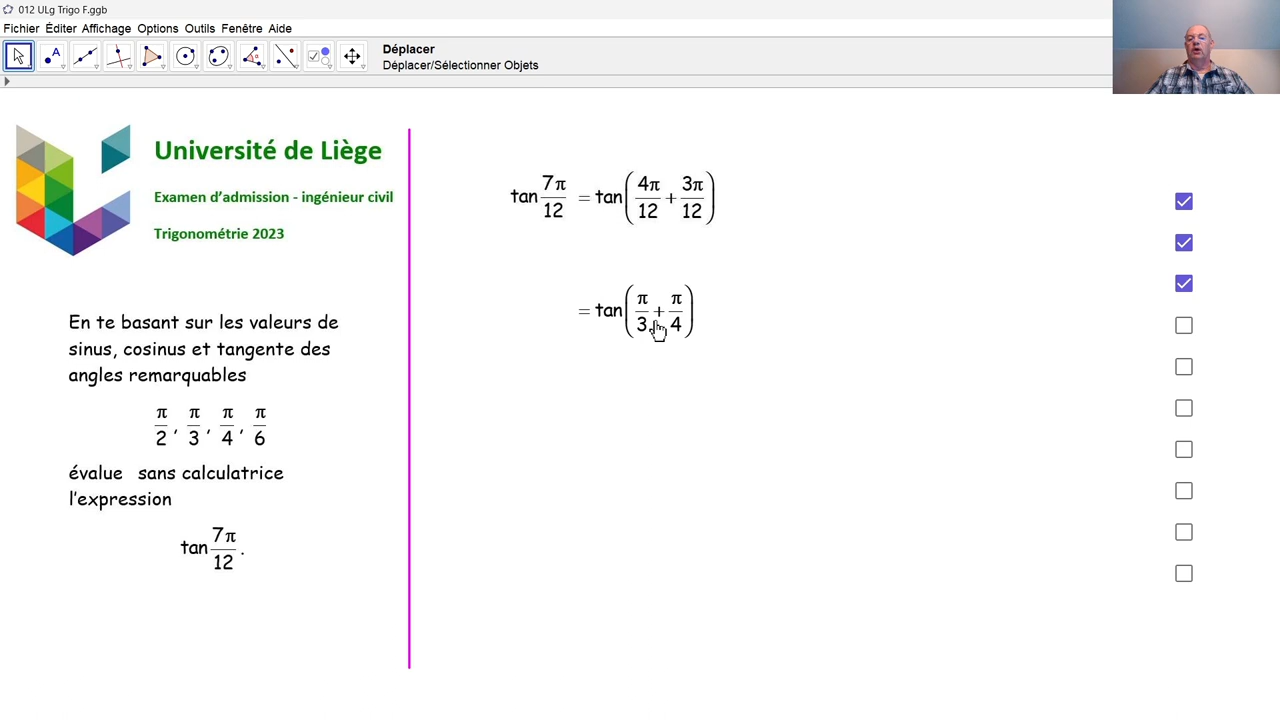 012 ULg Trigo F.ggb
Fichier Éditer Affichage Options Outils Fenêtre Aide
A
Déplacer
Déplacer/Sélectionner Objets
Université de Liège
Examen d’admission - ingénieur civil
Trigonométrie 2023
En te basant sur les valeurs de
sinus, cosinus et tangente des
angles remarquables
π/2, π/3, π/4, π/6
évalue sans calculatrice
l’expression
tan 7π/12.
tan 7π/12 = tan(4π/12 + 3π/12)
= tan(π/3 + π/4)